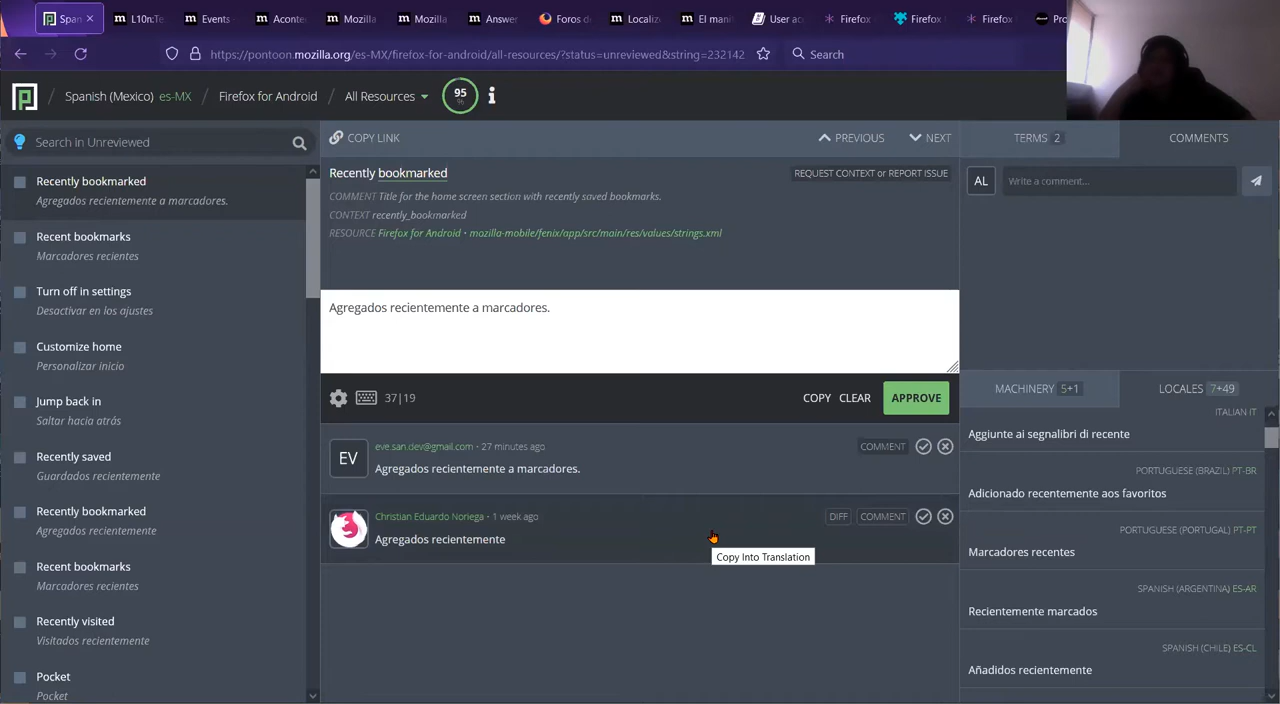 Span
L10n:Te
Events -
Aconte
Mozilla
Mozilla
Answer
Foros de
Localize
El mani
User ac
Firefox
Firefox
Firefox
Pro
https://pontoon.mozilla.org/es-MX/firefox-for-android/all-resources/?status=unreviewed&string=232142
Search
/ Spanish (Mexico) es-MX / Firefox for Android / All Resources 95 %
Search in Unreviewed
Recently bookmarked
Agregados recientemente a marcadores.
Recent bookmarks
Marcadores recientes
Turn off in settings
Desactivar en los ajustes
Customize home
Personalizar inicio
Jump back in
Saltar hacia atrás
Recently saved
Guardados recientemente
Recently bookmarked
Agregados recientemente
Recent bookmarks
Marcadores recientes
Recently visited
Visitados recientemente
Pocket
Pocket
COPY LINK
PREVIOUS
NEXT
Recently bookmarked
REQUEST CONTEXT or REPORT ISSUE
COMMENT Title for the home screen section with recently saved bookmarks.
CONTEXT recently_bookmarked
RESOURCE Firefox for Android • mozilla-mobile/fenix/app/src/main/res/values/strings.xml
Agregados recientemente a marcadores.
37|19
COPY CLEAR APPROVE
EV
eve.san.dev@gmail.com • 27 minutes ago
COMMENT
Agregados recientemente a marcadores.
Christian Eduardo Noriega • 1 week ago
DIFF COMMENT
Agregados recientemente
Copy Into Translation
TERMS 2
COMMENTS
AL
Write a comment...
MACHINERY 5+1
LOCALES 7+49
ITALIAN IT
Aggiunte ai segnalibri di recente
PORTUGUESE (BRAZIL) PT-BR
Adicionado recentemente aos favoritos
PORTUGUESE (PORTUGAL) PT-PT
Marcadores recentes
SPANISH (ARGENTINA) ES-AR
Recientemente marcados
SPANISH (CHILE) ES-CL
Añadidos recientemente